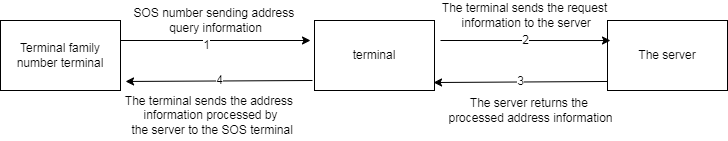 SOS number sending address
query information
1
The terminal sends the request
information to the server
2
Terminal family
number terminal
terminal
The server
4
The terminal sends the address
information processed by
the server to the SOS terminal
3
The server returns the
processed address information